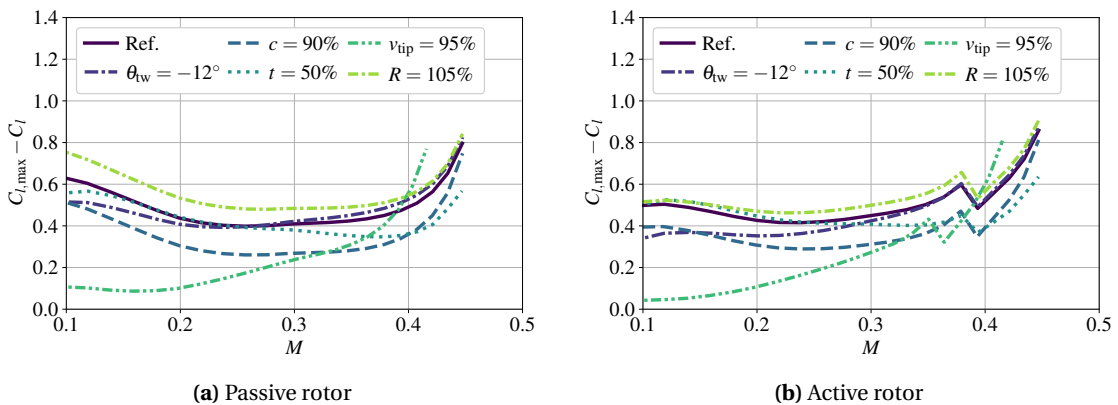 1.4
1.2
1.0
0.8
0.6
0.4
0.2
0.0
C_{l,max} − C_l
Ref.
θ_tw = −12°
c = 90%
t = 50%
v_tip = 95%
R = 105%
0.1 0.2 0.3 0.4 0.5
M
(a) Passive rotor
1.4
1.2
1.0
0.8
0.6
0.4
0.2
0.0
C_{l,max} − C_l
Ref.
θ_tw = −12°
c = 90%
t = 50%
v_tip = 95%
R = 105%
0.1 0.2 0.3 0.4 0.5
M
(b) Active rotor